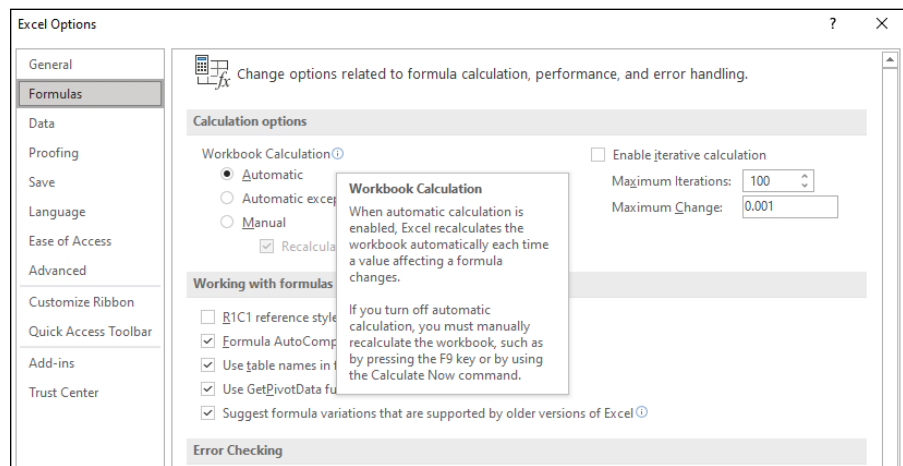 Excel Options
? ×
General
Formulas
Data
Proofing
Save
Language
Ease of Access
Advanced
Customize Ribbon
Quick Access Toolbar
Add-ins
Trust Center
fx Change options related to formula calculation, performance, and error handling.
Calculation options
Workbook Calculation
Automatic
Automatic excep
Manual
Recalcula
Enable iterative calculation
Maximum Iterations: 100
Maximum Change: 0.001
Workbook Calculation
When automatic calculation is
enabled, Excel recalculates the
workbook automatically each time
a value affecting a formula
changes.
If you turn off automatic
calculation, you must manually
recalculate the workbook, such as
by pressing the F9 key or by using
the Calculate Now command.
Working with formulas
R1C1 reference style
Formula AutoComp
Use table names in f
Use GetPivotData fu
Suggest formula variations that are supported by older versions of Excel
Error Checking